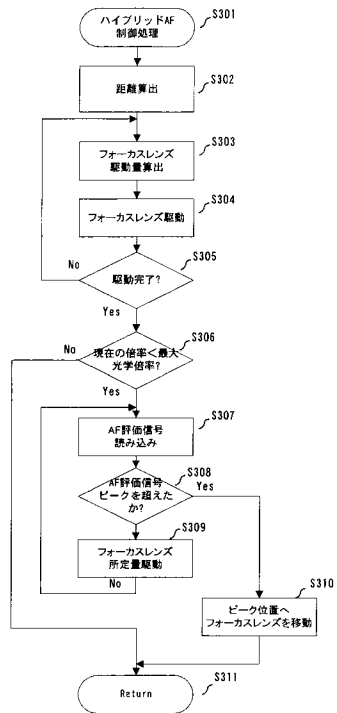 ハイブリッドAF
制御処理
S301
距離算出
S302
フォーカスレンズ
駆動量算出
S303
フォーカスレンズ駆動
S304
駆動完了?
S305
No
Yes
現在の倍率<最大
光学倍率?
S306
No
Yes
AF評価信号
読み込み
S307
AF評価信号
ピークを超えた
か?
S308
Yes
フォーカスレンズ
所定量駆動
S309
No
ピーク位置へ
フォーカスレンズを移動
S310
Return
S311